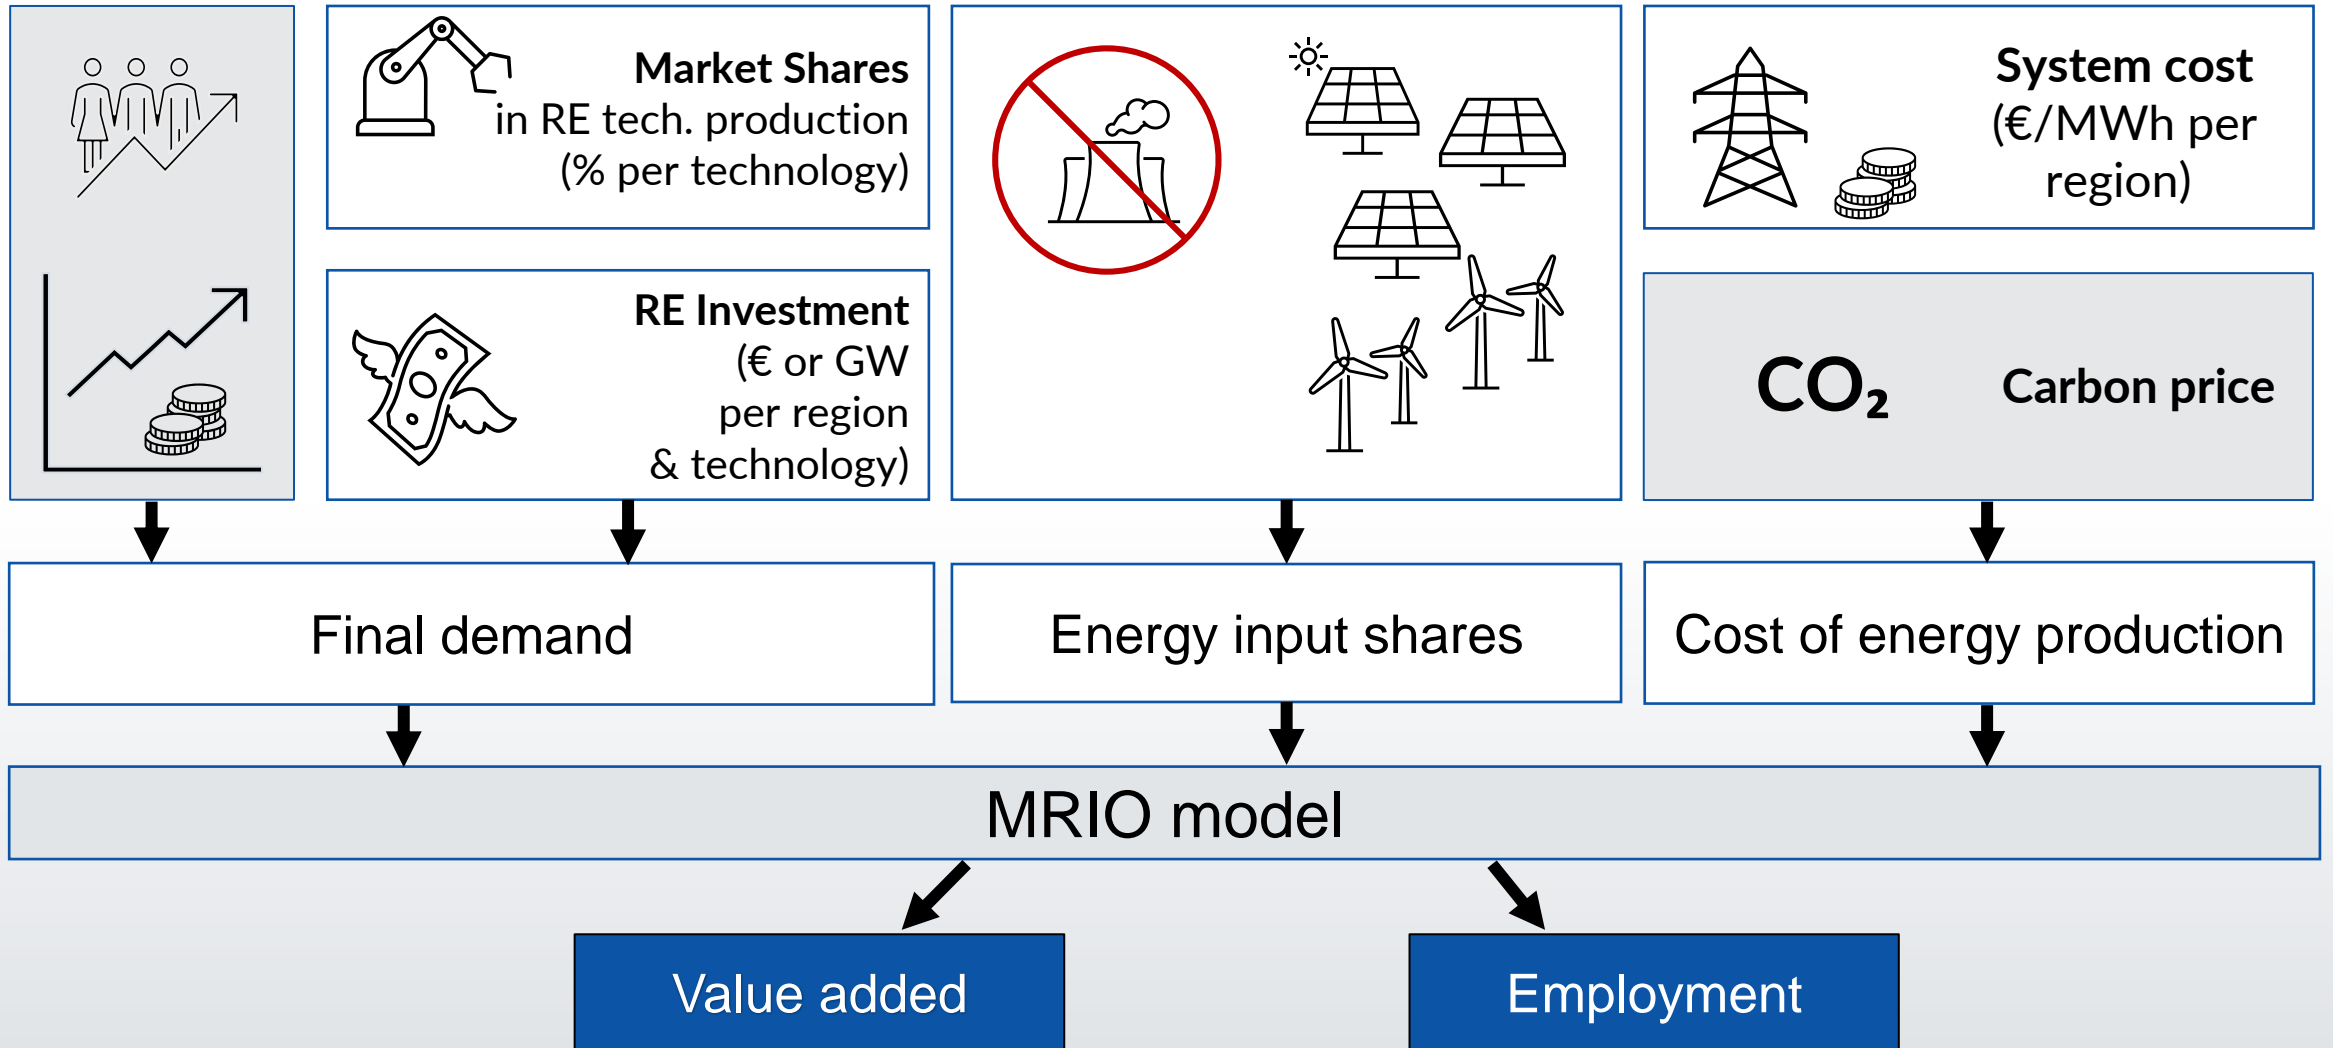 Market Shares
in RE tech. production
(% per technology)
RE Investment
(€ or GW
per region
& technology)
System cost
(€/MWh per
region)
CO₂
Carbon price
Final demand
Energy input shares
Cost of energy production
MRIO model
Value added
Employment